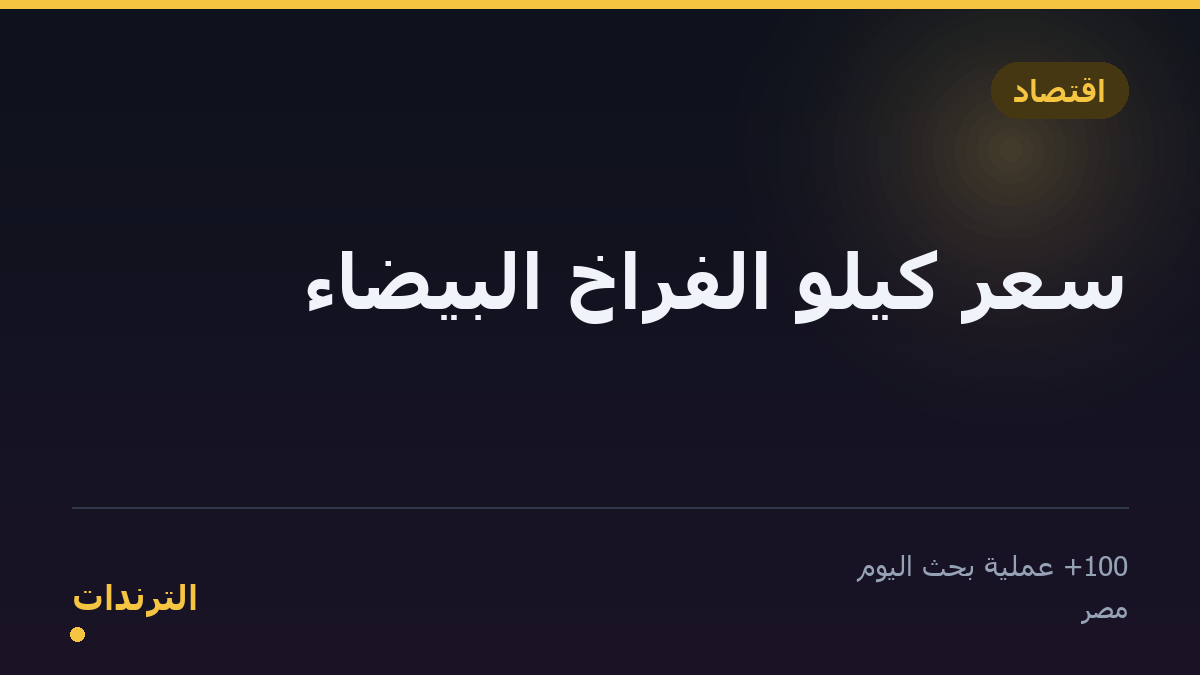 اقتصاد
سعر كيلو الفراخ البيضاء
100+ عملية بحث اليوم
مصر
الترندات